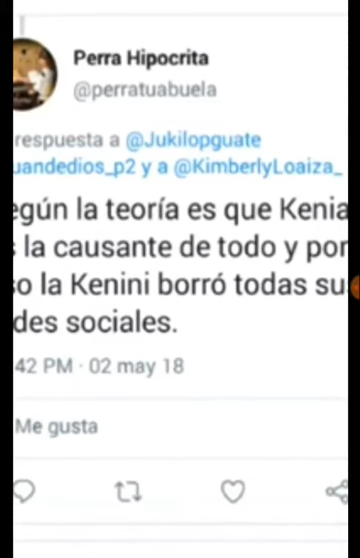 Perra Hipocrita
@perratuabuela
respuesta a @Jukilopguate
uandedios_p2 y a @KimberlyLoaiza_
egún la teoría es que Kenia
la causante de todo y por
so la Kenini borró todas su
des sociales.
42 PM · 02 may 18
Me gusta